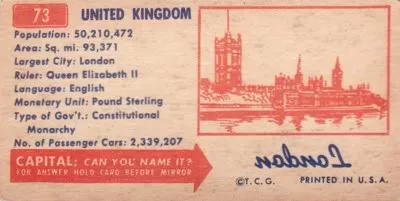 73 UNITED KINGDOM
Population: 50,210,472
Area: Sq. mi. 93,371
Largest City: London
Ruler: Queen Elizabeth II
Language: English
Monetary Unit: Pound Sterling
Type of Gov't.: Constitutional
Monarchy
No. of Passenger Cars: 2,339,207
CAPITAL; CAN YOU NAME IT?
FOR ANSWER HOLD CARD BEFORE MIRROR
London
©T.C.G. PRINTED IN U.S.A.